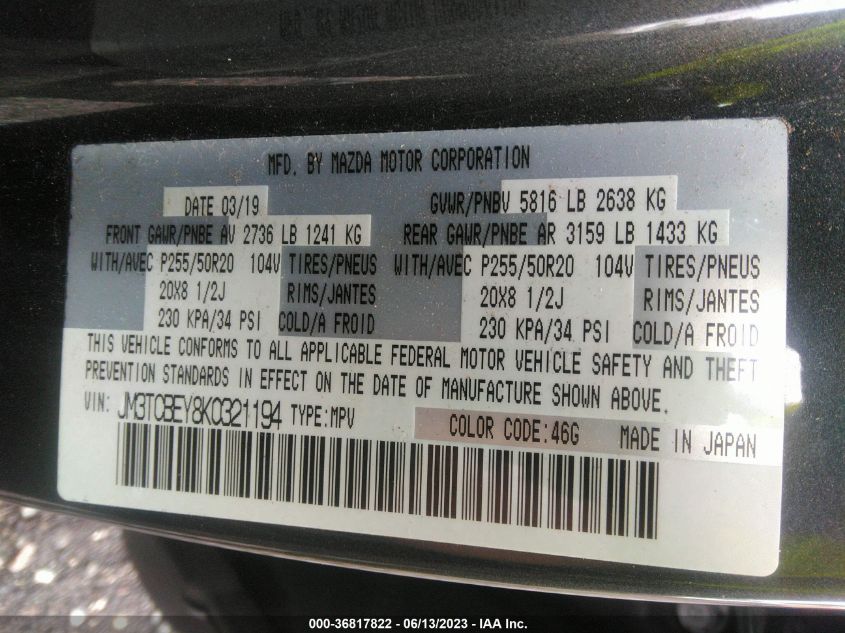 MFD. BY MAZDA MOTOR CORPORATION
DATE 03/19 GVWR/PNBV 5816 LB 2638 KG
FRONT GAWR/PNBE AV 2736 LB 1241 KG REAR GAWR/PNBE AR 3159 LB 1433 KG
WITH/AVEC P255/50R20 104V TIRES/PNEUS WITH/AVEC P255/50R20 104V TIRES/PNEUS
20X8 1/2J RIMS/JANTES 20X8 1/2J RIMS/JANTES
230 KPA/34 PSI COLD/A FROID 230 KPA/34 PSI COLD/A FROID
THIS VEHICLE CONFORMS TO ALL APPLICABLE FEDERAL MOTOR VEHICLE SAFETY AND THEFT
PREVENTION STANDARDS IN EFFECT ON THE DATE OF MANUFACTURE SHOWN ABOVE.
VIN: JM3TCBEY8K0321194 TYPE:MPV COLOR CODE:46G MADE IN JAPAN
000-36817822 - 06/13/2023 - IAA Inc.